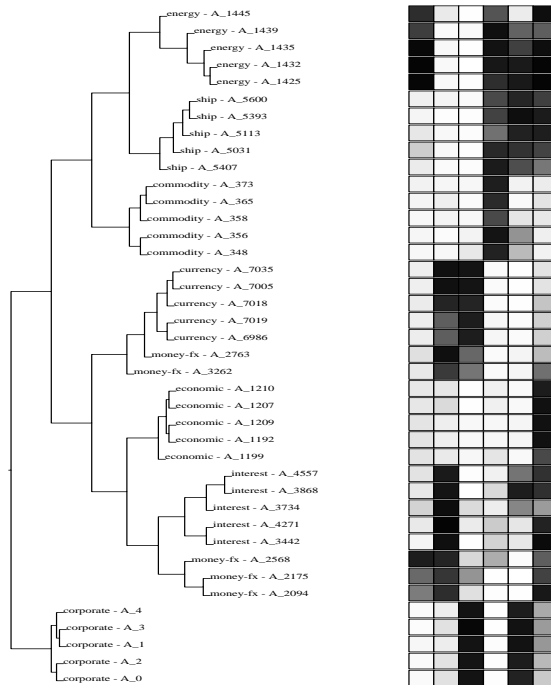 energy - A_1445
energy - A_1439
energy - A_1435
energy - A_1432
energy - A_1425
ship - A_5600
ship - A_5393
ship - A_5113
ship - A_5031
ship - A_5407
commodity - A_373
commodity - A_365
commodity - A_358
commodity - A_356
commodity - A_348
currency - A_7035
currency - A_7005
currency - A_7018
currency - A_7019
currency - A_6986
money-fx - A_2763
money-fx - A_3262
economic - A_1210
economic - A_1207
economic - A_1209
economic - A_1192
economic - A_1199
interest - A_4557
interest - A_3868
interest - A_3734
interest - A_4271
interest - A_3442
money-fx - A_2568
money-fx - A_2175
money-fx - A_2094
corporate - A_4
corporate - A_3
corporate - A_1
corporate - A_2
corporate - A_0